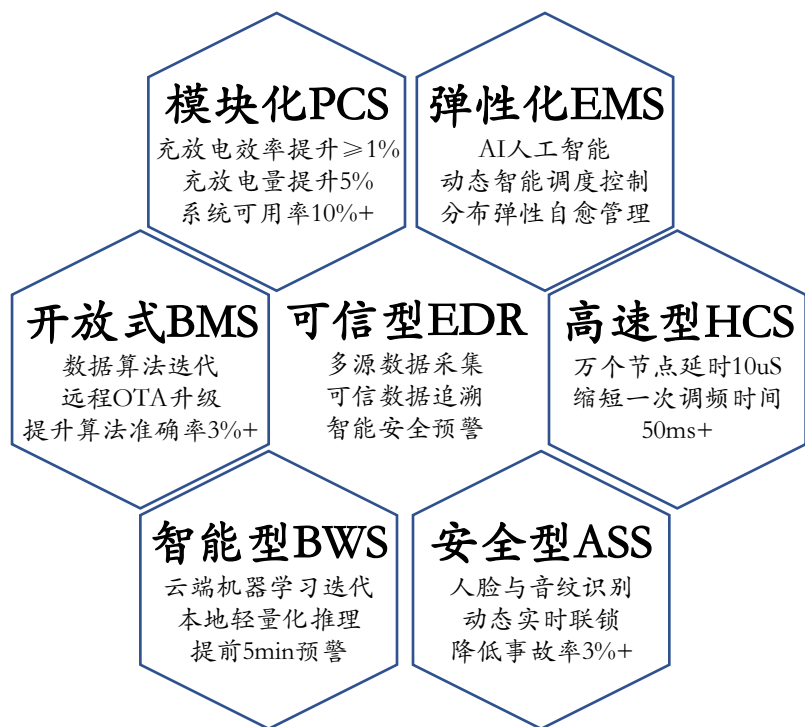 模块化PCS
充放电效率提升≥1%
充放电量提升5%
系统可用率10%+
弹性化EMS
AI人工智能
动态智能调度控制
分布弹性自愈管理
开放式BMS
数据算法迭代
远程OTA升级
提升算法准确率3%+
可信型EDR
多源数据采集
可信数据追溯
智能安全预警
高速型HCS
万个节点延时10uS
缩短一次调频时间
50ms+
智能型BWS
云端机器学习迭代
本地轻量化推理
提前5min预警
安全型ASS
人脸与音纹识别
动态实时联锁
降低事故率3%+